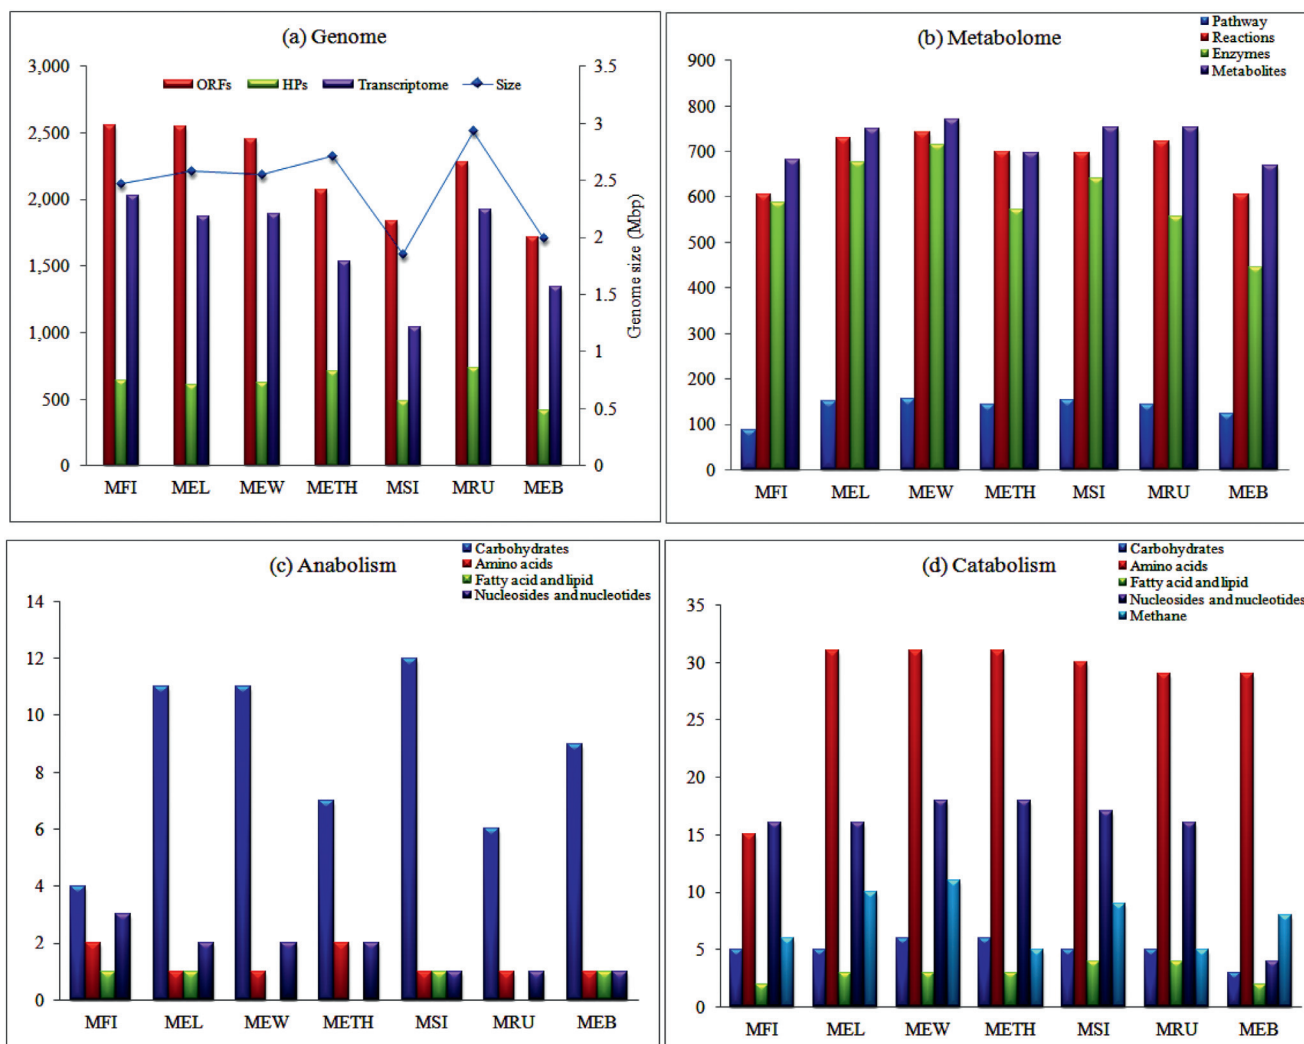 (a) Genome
3,000
2,500
2,000
1,500
1,000
500
0
ORFs HPs Transcriptome Size
3.5
3
2.5
2
1.5
1
0.5
0
Genome size (Mbp)
MFI MEL MEW METH MSI MRU MEB
(b) Metabolome
Pathway
Reactions
Enzymes
Metabolites
900
800
700
600
500
400
300
200
100
0
MFI MEL MEW METH MSI MRU MEB
(c) Anabolism
Carbohydrates
Amino acids
Fatty acid and lipid
Nucleosides and nucleotides
14
12
10
8
6
4
2
0
MFI MEL MEW METH MSI MRU MEB
(d) Catabolism
Carbohydrates
Amino acids
Fatty acid and lipid
Nucleosides and nucleotides
Methane
35
30
25
20
15
10
5
0
MFI MEL MEW METH MSI MRU MEB